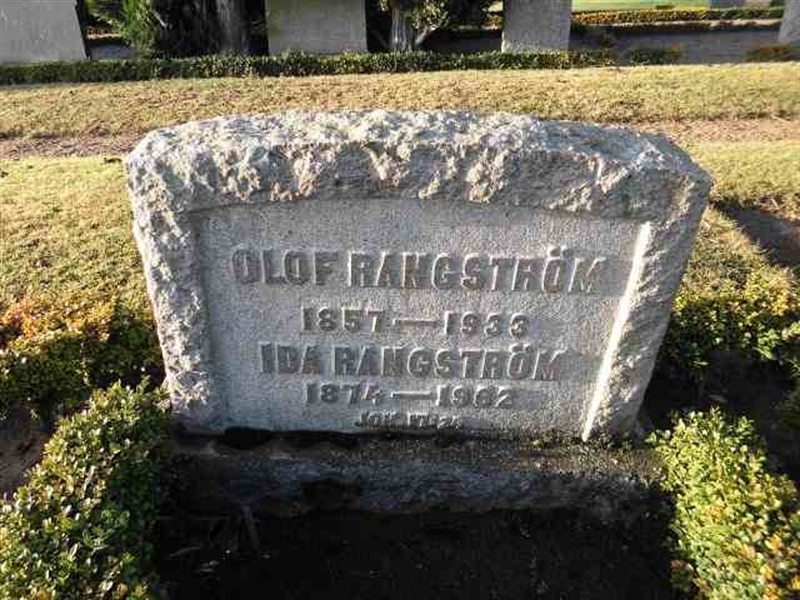 OLOF RANGSTRÖM
1857—1933
IDA RANGSTRÖM
1874—1962